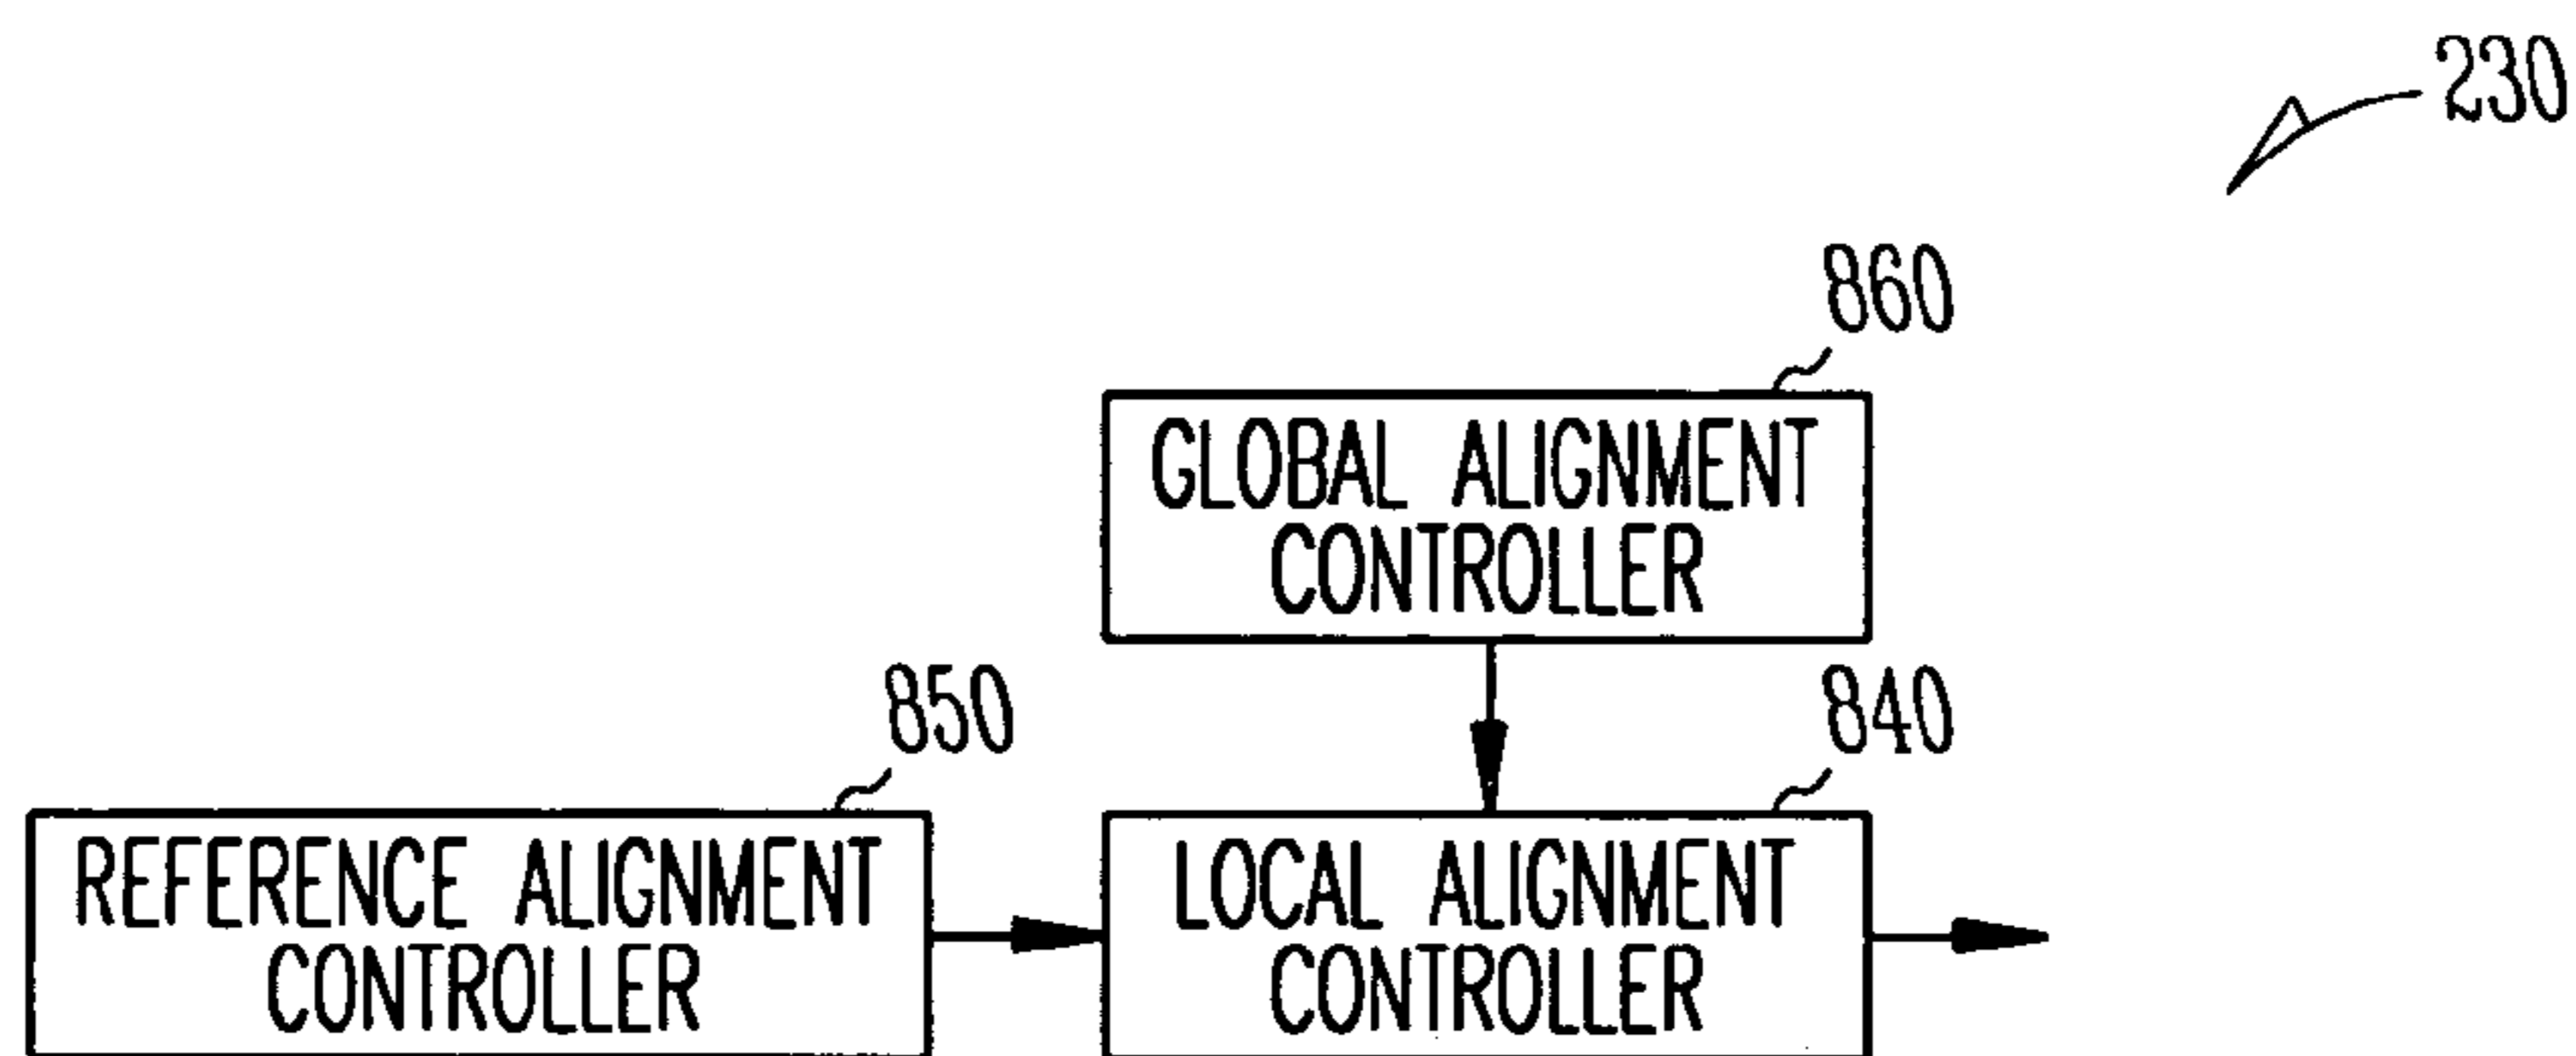 230
860
GLOBAL ALIGNMENT
CONTROLLER
850
840
REFERENCE ALIGNMENT
CONTROLLER
LOCAL ALIGNMENT
CONTROLLER